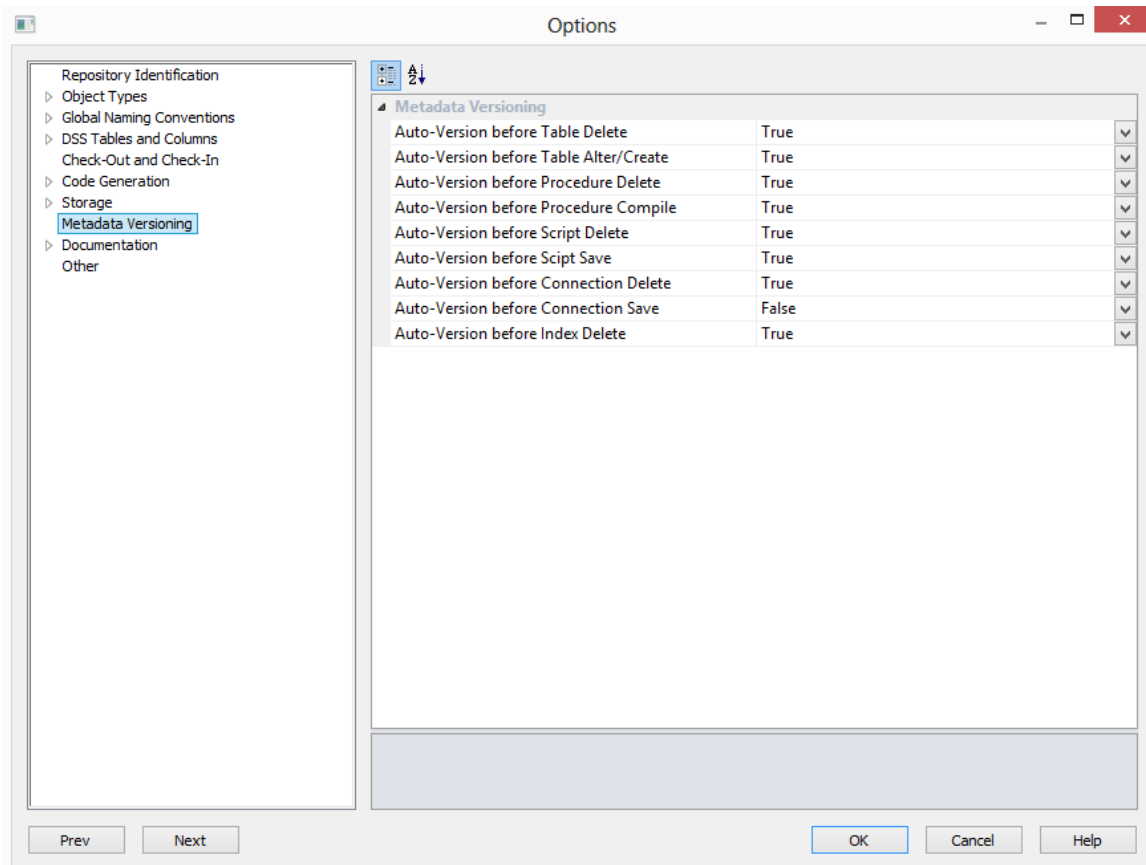 Options
Repository Identification
Object Types
Global Naming Conventions
DSS Tables and Columns
Check-Out and Check-In
Code Generation
Storage
Metadata Versioning
Documentation
Other
Metadata Versioning
Auto-Version before Table Delete True
Auto-Version before Table Alter/Create True
Auto-Version before Procedure Delete True
Auto-Version before Procedure Compile True
Auto-Version before Script Delete True
Auto-Version before Scipt Save True
Auto-Version before Connection Delete True
Auto-Version before Connection Save False
Auto-Version before Index Delete True
Prev Next OK Cancel Help